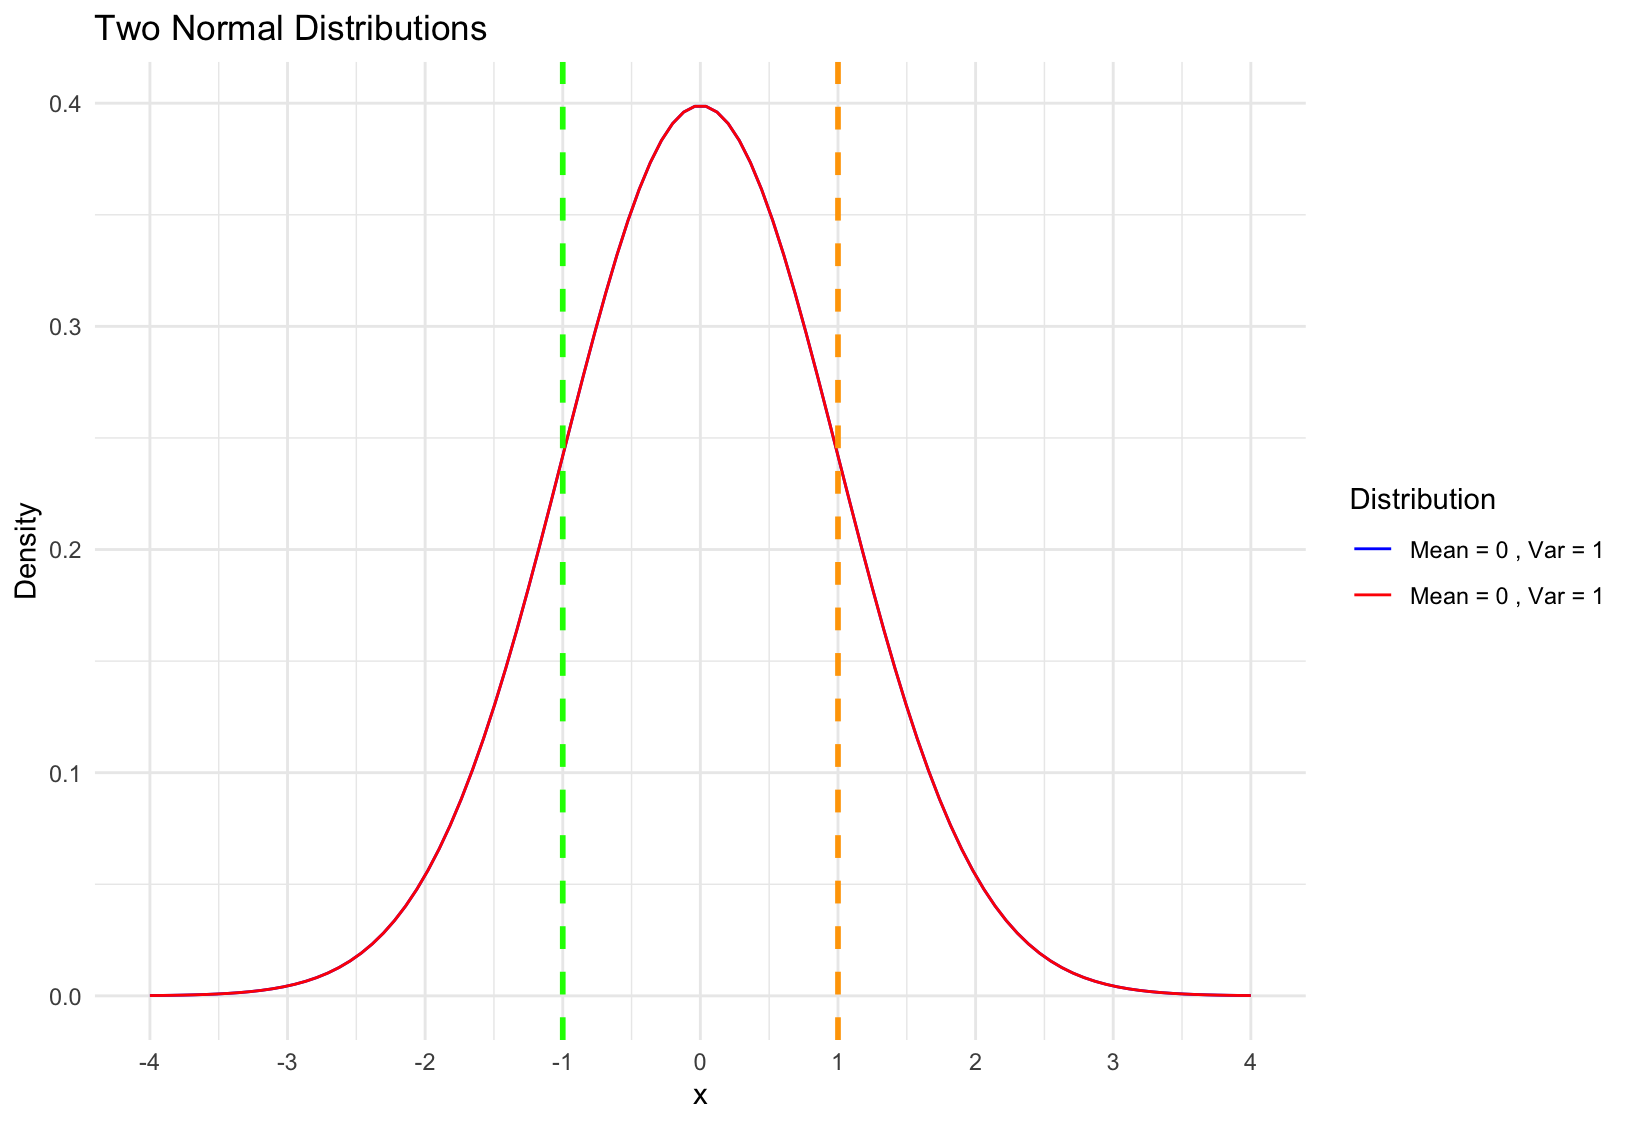 Two Normal Distributions
0.4
0.3
0.2
0.1
0.0
Density
-4 -3 -2 -1 0 1 2 3 4
x
Distribution
Mean = 0 , Var = 1
Mean = 0 , Var = 1